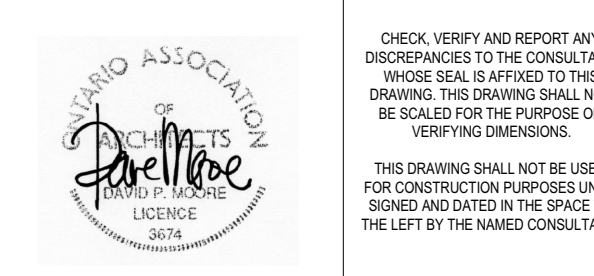 ONTARIO ASSOCIATION
OF
ARCHITECTS
Dave Moore
DAVID P. MOORE
LICENCE
3674
CHECK, VERIFY AND REPORT ANY
DISCREPANCIES TO THE CONSULTA
WHOSE SEAL IS AFFIXED TO THIS
DRAWING. THIS DRAWING SHALL N
BE SCALED FOR THE PURPOSE O
VERIFYING DIMENSIONS.
THIS DRAWING SHALL NOT BE USE
FOR CONSTRUCTION PURPOSES UN
SIGNED AND DATED IN THE SPACE
THE LEFT BY THE NAMED CONSULTA